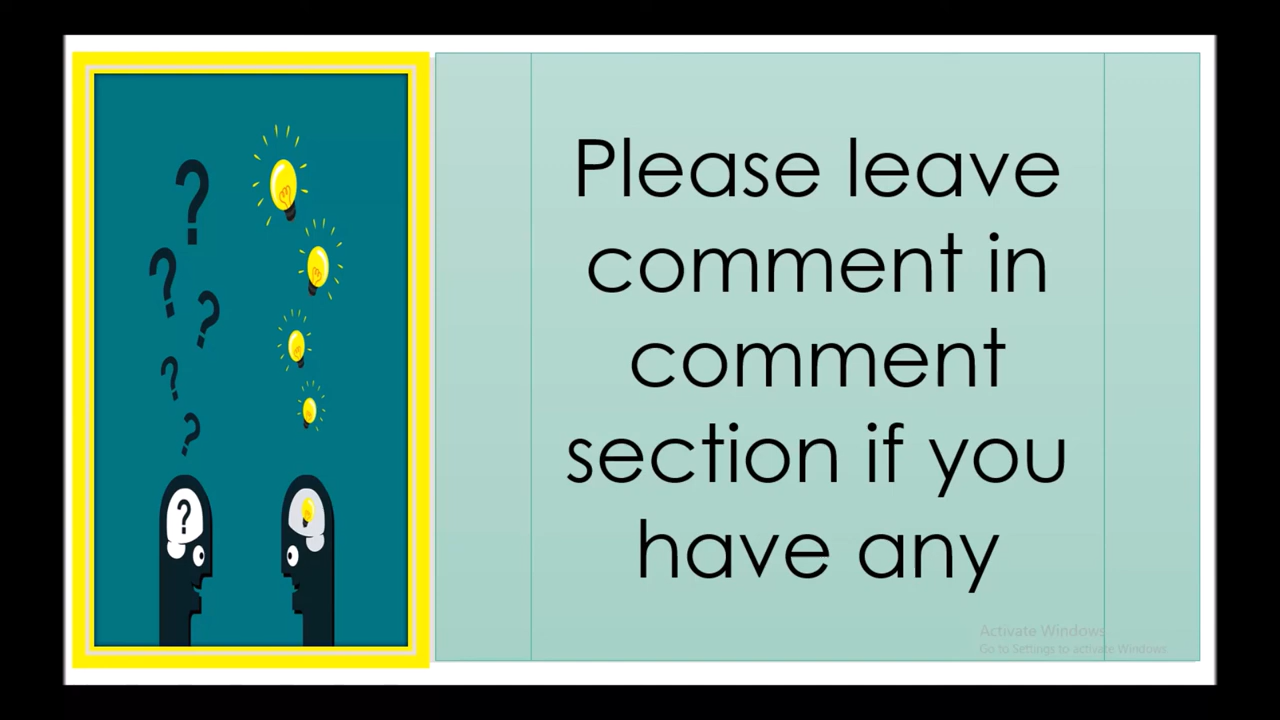 Please leave
comment in
comment
section if you
have any
Activate Windows
Go to Settings to activate Windows.